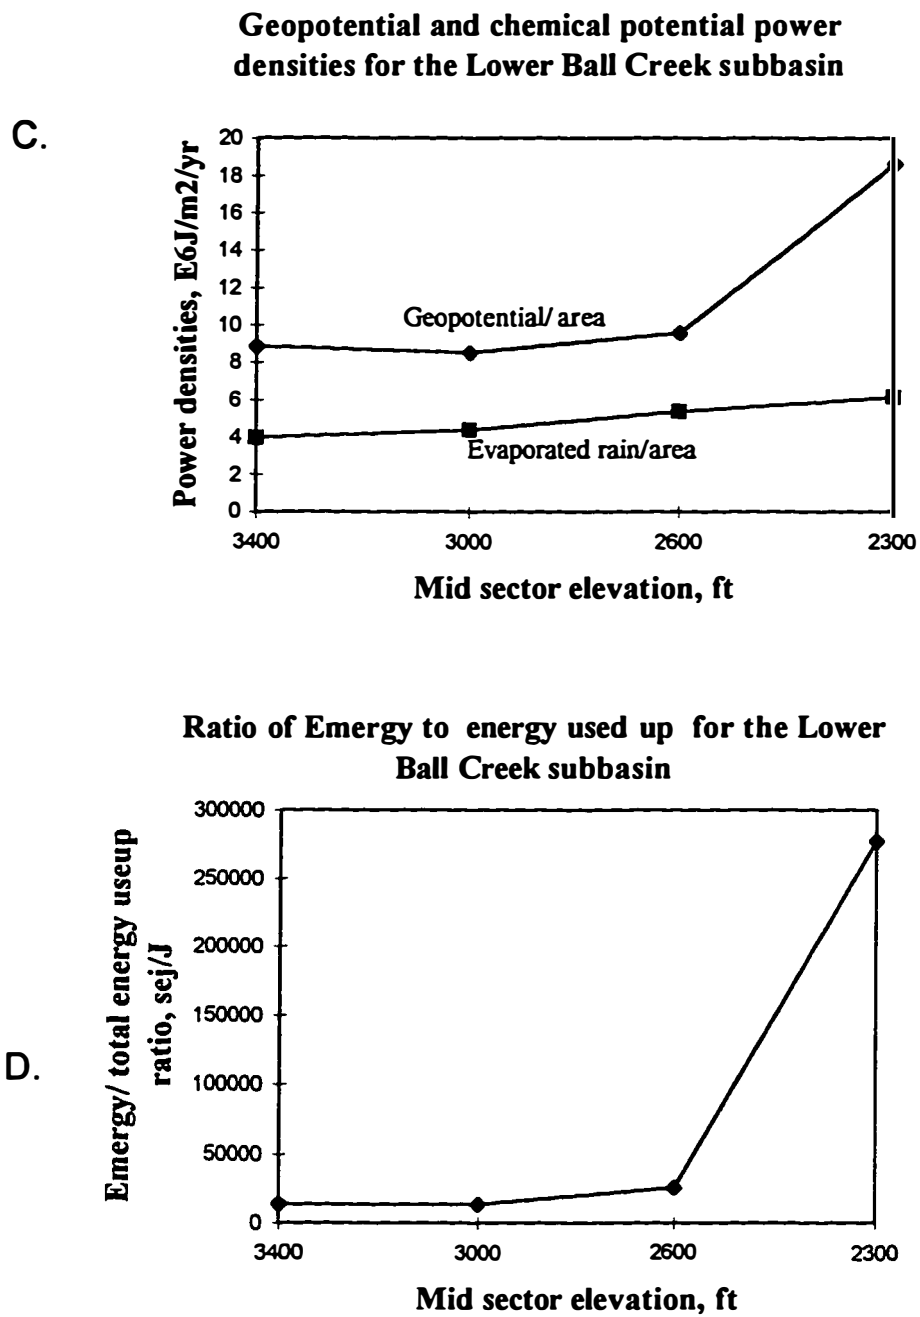 Geopotential and chemical potential power
densities for the Lower Ball Creek subbasin
C.
Power densities, E6J/m2/yr
20
18
16
14
12
10
8
6
4
2
0
Geopotential/ area
Evaporated rain/area
3400 3000 2600 2300
Mid sector elevation, ft
Ratio of Emergy to energy used up for the Lower
Ball Creek subbasin
D.
Emergy/ total energy useup
ratio, sej/J
300000
250000
200000
150000
100000
50000
0
3400 3000 2600 2300
Mid sector elevation, ft